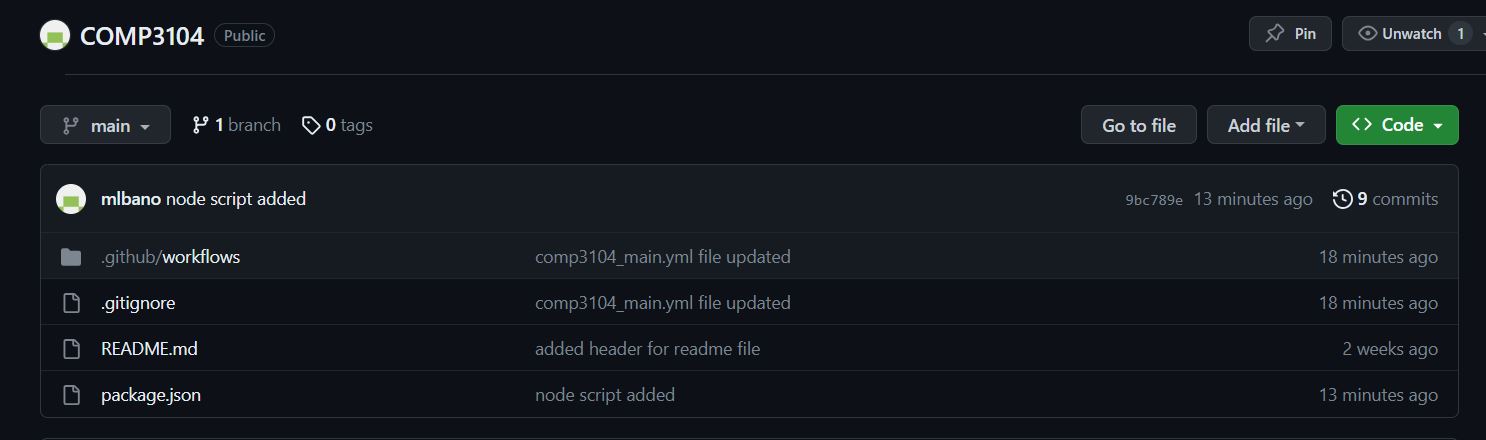 COMP3104 Public Pin Unwatch 1
main 1 branch 0 tags Go to file Add file Code
mlbano node script added 9bc789e 13 minutes ago 9 commits
.github/workflows comp3104_main.yml file updated 18 minutes ago
.gitignore comp3104_main.yml file updated 18 minutes ago
README.md added header for readme file 2 weeks ago
package.json node script added 13 minutes ago